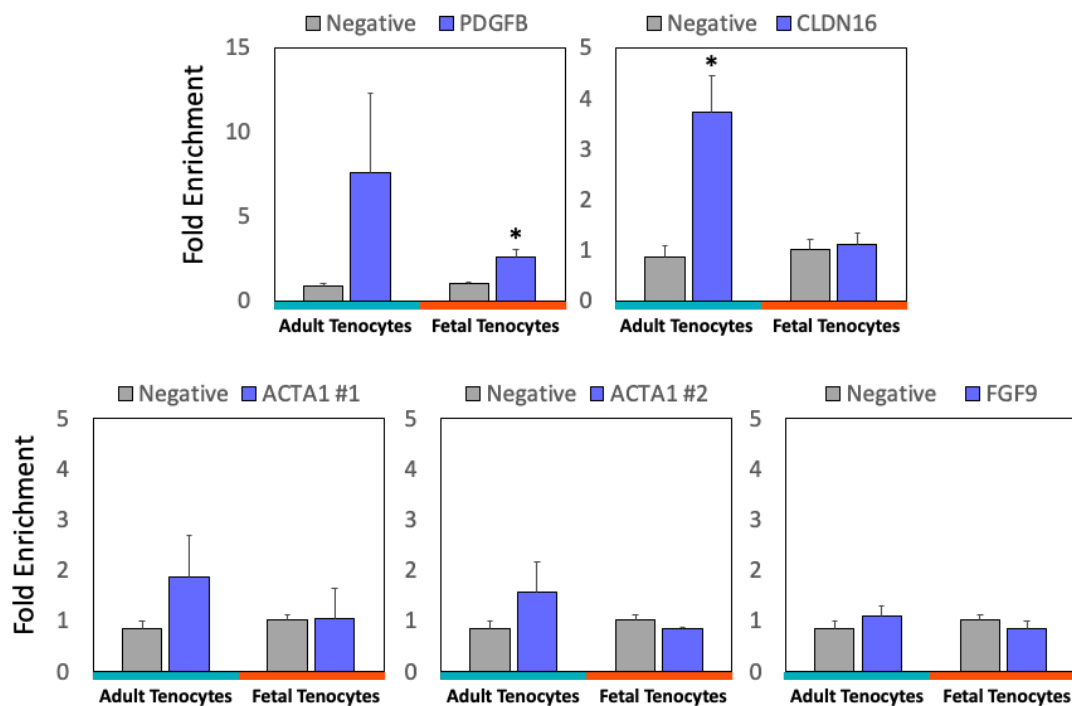 Negative PDGFB
Negative CLDN16
Fold Enrichment
15
10
5
0
5
4
3
2
1
0
*
*
Adult Tenocytes Fetal Tenocytes
Adult Tenocytes Fetal Tenocytes
Negative ACTA1 #1
Negative ACTA1 #2
Negative FGF9
Fold Enrichment
5
4
3
2
1
0
5
4
3
2
1
0
5
4
3
2
1
0
Adult Tenocytes Fetal Tenocytes
Adult Tenocytes Fetal Tenocytes
Adult Tenocytes Fetal Tenocytes